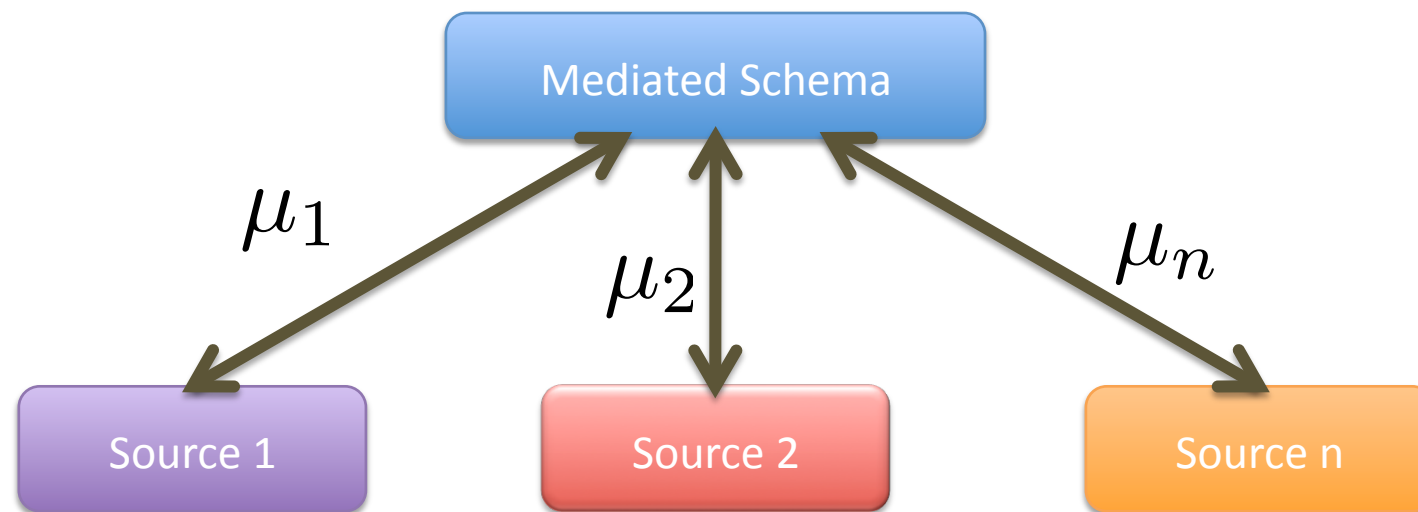 Mediated Schema
μ1
μ2
μn
Source 1
Source 2
Source n